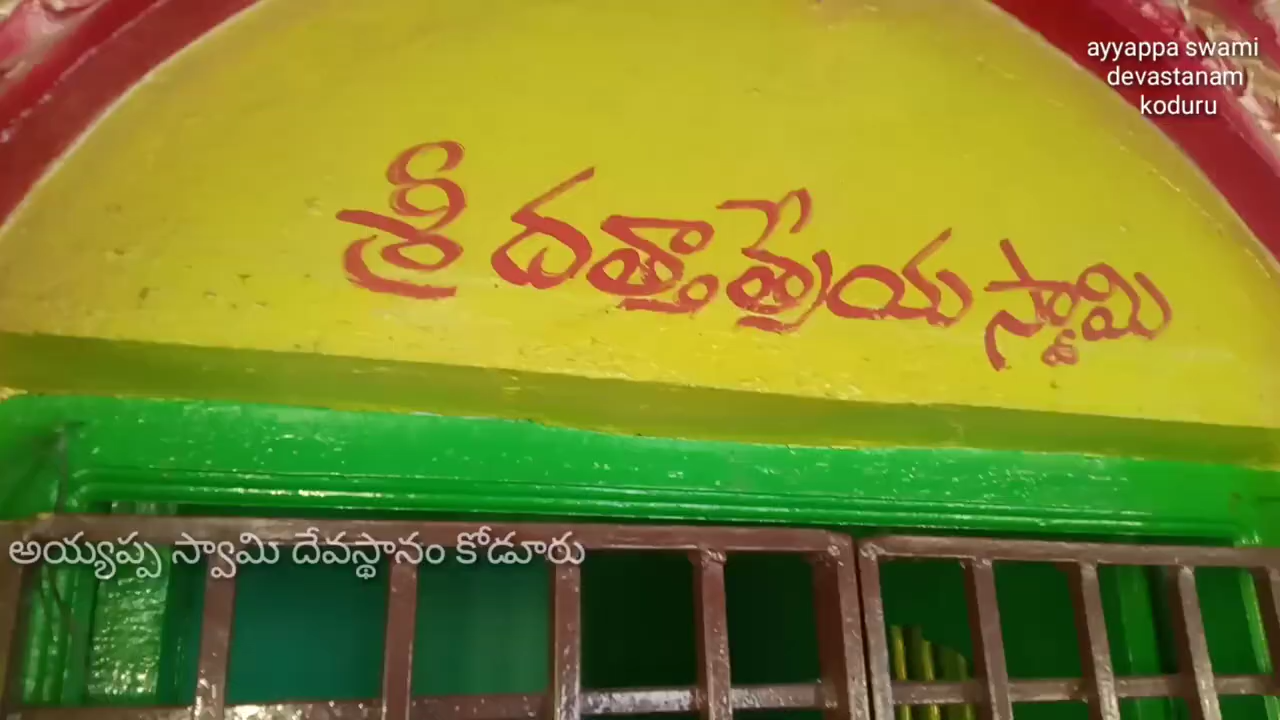 ayyappa swami
devastanam
koduru
శ్రీ దత్తాత్రేయ స్వామి
అయ్యప్ప స్వామి దేవస్థానం కోడూరు